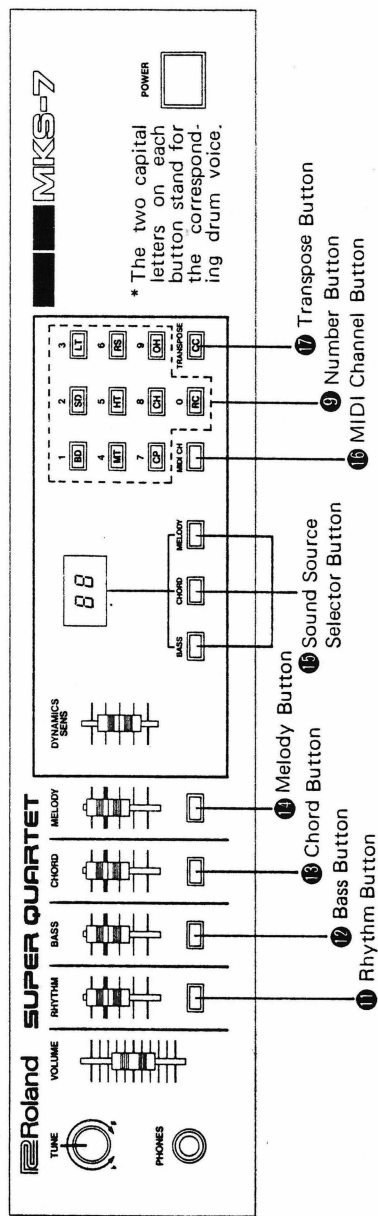 Roland SUPER QUARTET
MKS-7
TUNE
PHONES
VOLUME
RHYTHM
BASS
CHORD
MELODY
DYNAMICS
SENS
88
BASS
CHORD
MELODY
1
BD
2
SD
3
LT
4
MT
5
HT
6
RS
7
CP
8
CH
9
OH
MIDI CH
0
RC
TRANSPOSE
CC
POWER
* The two capital
letters on each
button stand for
the correspond-
ing drum voice.
⓫ Rhythm Button
⓬ Bass Button
⓭ Chord Button
⓮ Melody Button
⓯ Sound Source
Selector Button
⓰ MIDI Channel Button
❾ Number Button
⓱ Transpose Button